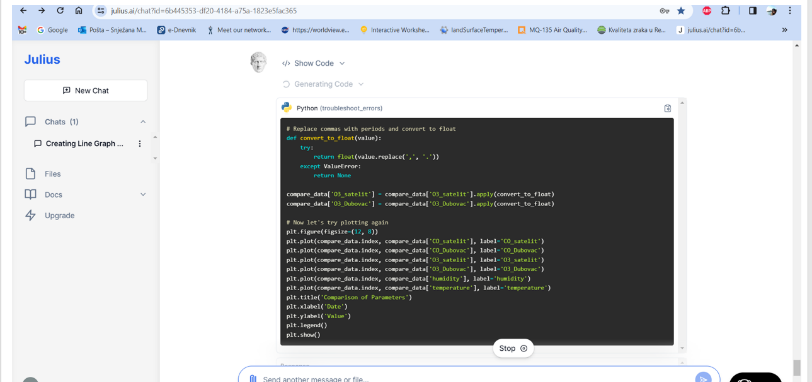 julius.ai/chat?id=6b445353-df20-4184-a75a-1823e5fac365
Google
Pošta – Snježana M...
e-Dnevnik
Meet our network...
https://worldview.e...
Interactive Workshe...
landSurfaceTemper...
MQ-135 Air Quality...
Kvaliteta zraka u Re...
julius.ai/chat?id=6b...
»
Julius
New Chat
Chats (1)
Creating Line Graph ...
Files
Docs
Upgrade
</> Show Code
Generating Code
Python (troubleshoot_errors)
# Replace commas with periods and convert to float
def convert_to_float(value):
try:
return float(value.replace(',', '.'))
except ValueError:
return None
compare_data['O3_satelit'] = compare_data['O3_satelit'].apply(convert_to_float)
compare_data['O3_Dubovac'] = compare_data['O3_Dubovac'].apply(convert_to_float)
# Now let's try plotting again
plt.figure(figsize=(12, 8))
plt.plot(compare_data.index, compare_data['CO_satelit'], label='CO_satelit')
plt.plot(compare_data.index, compare_data['CO_Dubovac'], label='CO_Dubovac')
plt.plot(compare_data.index, compare_data['O3_satelit'], label='O3_satelit')
plt.plot(compare_data.index, compare_data['O3_Dubovac'], label='O3_Dubovac')
plt.plot(compare_data.index, compare_data['humidity'], label='humidity')
plt.plot(compare_data.index, compare_data['temperature'], label='temperature')
plt.title('Comparison of Parameters')
plt.xlabel('Date')
plt.ylabel('Value')
plt.legend()
plt.show()
Stop
Send another message or file...